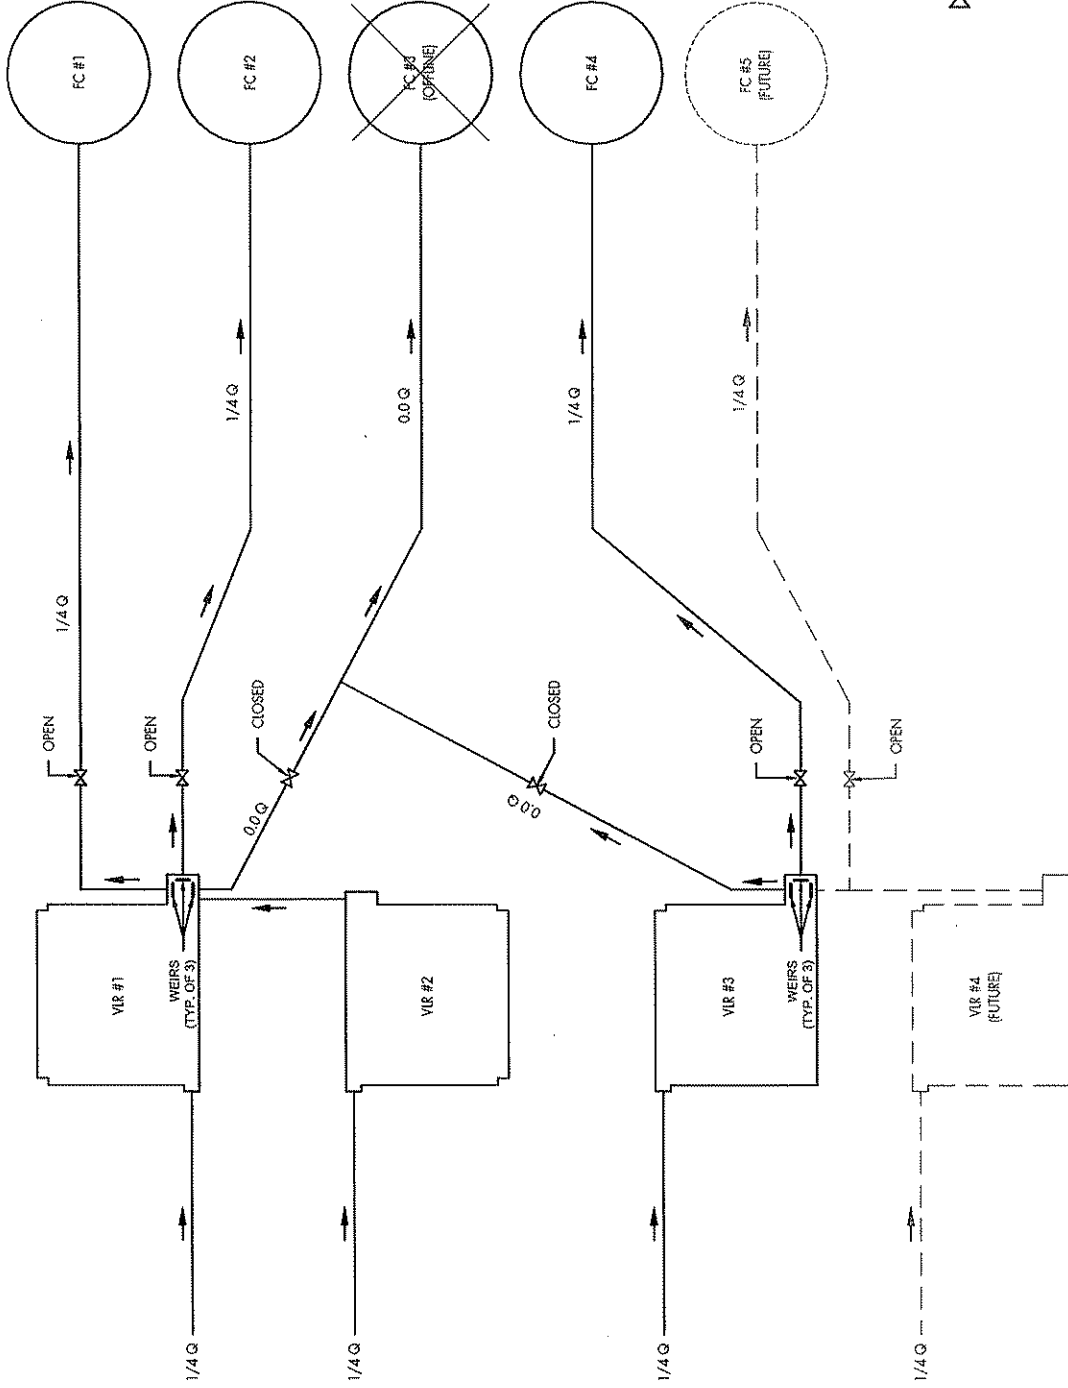 FC #1
FC #2
FC #3
(OFFLINE)
FC #4
FC #5
(FUTURE)
1/4 Q
1/4 Q
0.0 Q
1/4 Q
1/4 Q
OPEN
OPEN
CLOSED
CLOSED
OPEN
OPEN
0.0 Q
0.0 Q
VLR #1
WEIRS
(TYP. OF 3)
VLR #2
VLR #3
WEIRS
(TYP. OF 3)
VLR #4
(FUTURE)
1/4 Q
1/4 Q
1/4 Q
1/4 Q